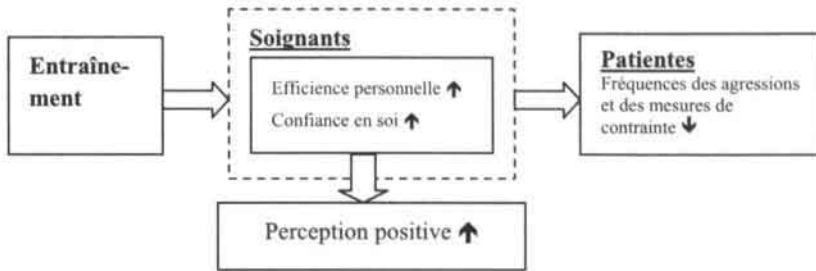 Entraîne-
ment
Soignants
Efficience personnelle ↑
Confiance en soi ↑
Patientes
Fréquences des agressions
et des mesures de
contrainte ↓
Perception positive ↑